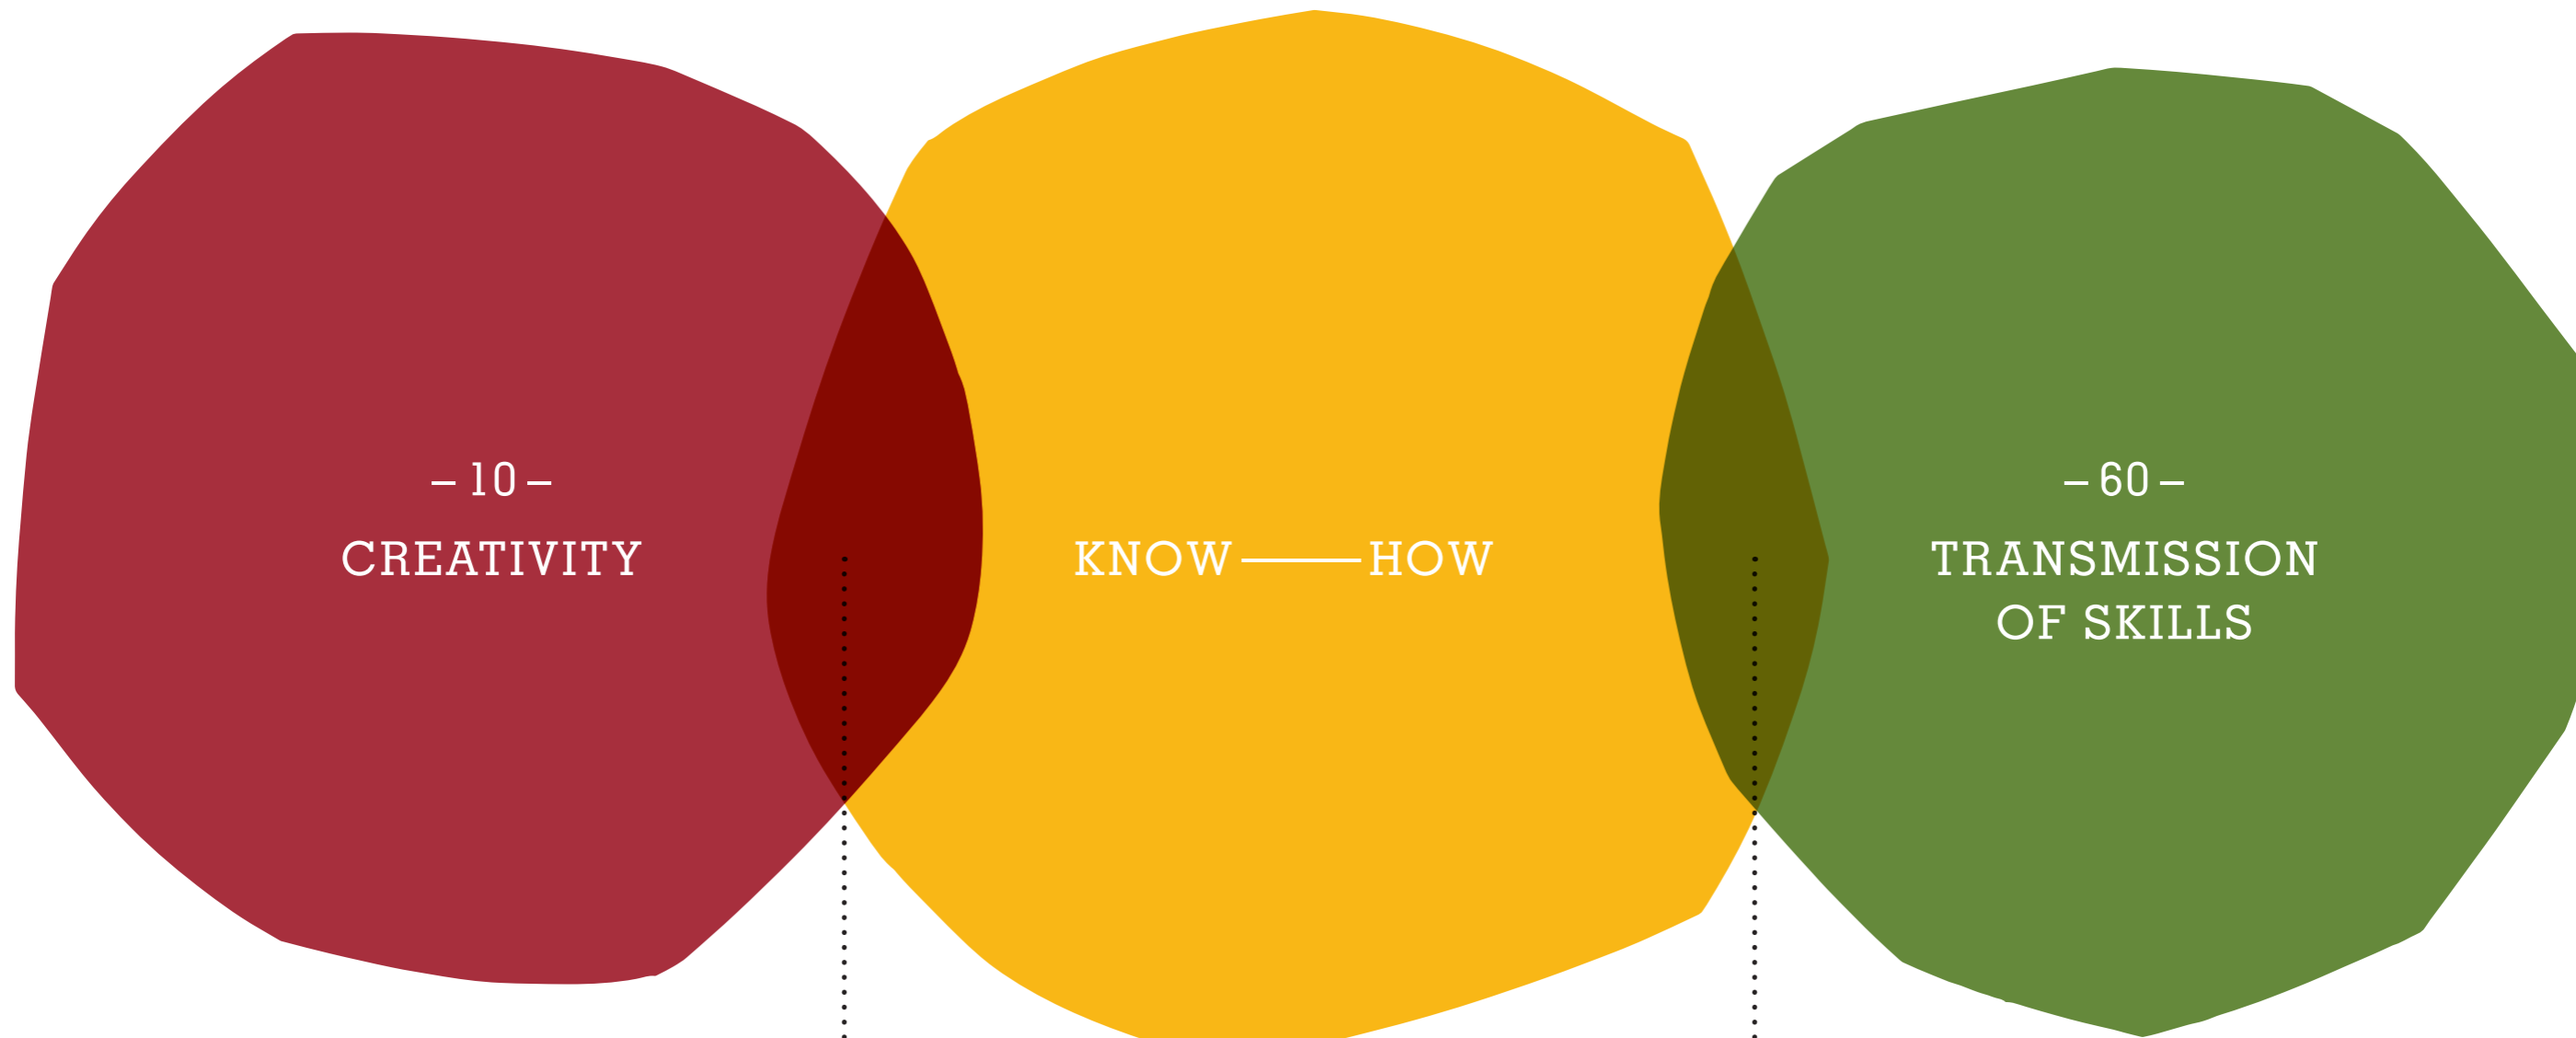 – 10 –
CREATIVITY
KNOW——HOW
– 60 –
TRANSMISSION
OF SKILLS